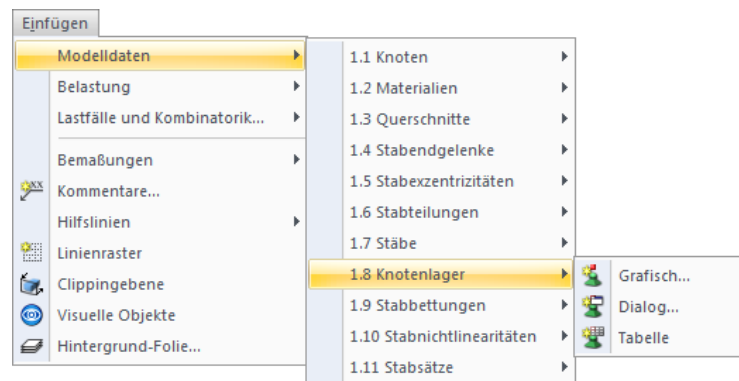 Einfügen
Modelldaten
Belastung
Lastfälle und Kombinatorik...
Bemaßungen
Kommentare...
Hilfslinien
Linienraster
Clippingebene
Visuelle Objekte
Hintergrund-Folie...
1.1 Knoten
1.2 Materialien
1.3 Querschnitte
1.4 Stabendgelenke
1.5 Stabexzentrizitäten
1.6 Stabteilungen
1.7 Stäbe
1.8 Knotenlager
1.9 Stabbettungen
1.10 Stabnichtlinearitäten
1.11 Stabsätze
Grafisch...
Dialog...
Tabelle